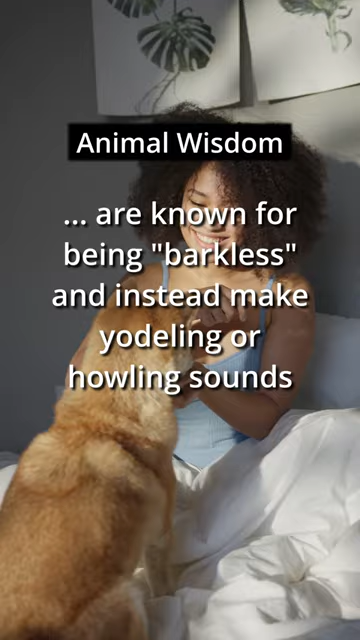 Animal Wisdom
... are known for
being "barkless"
and instead make
yodeling or
howling sounds